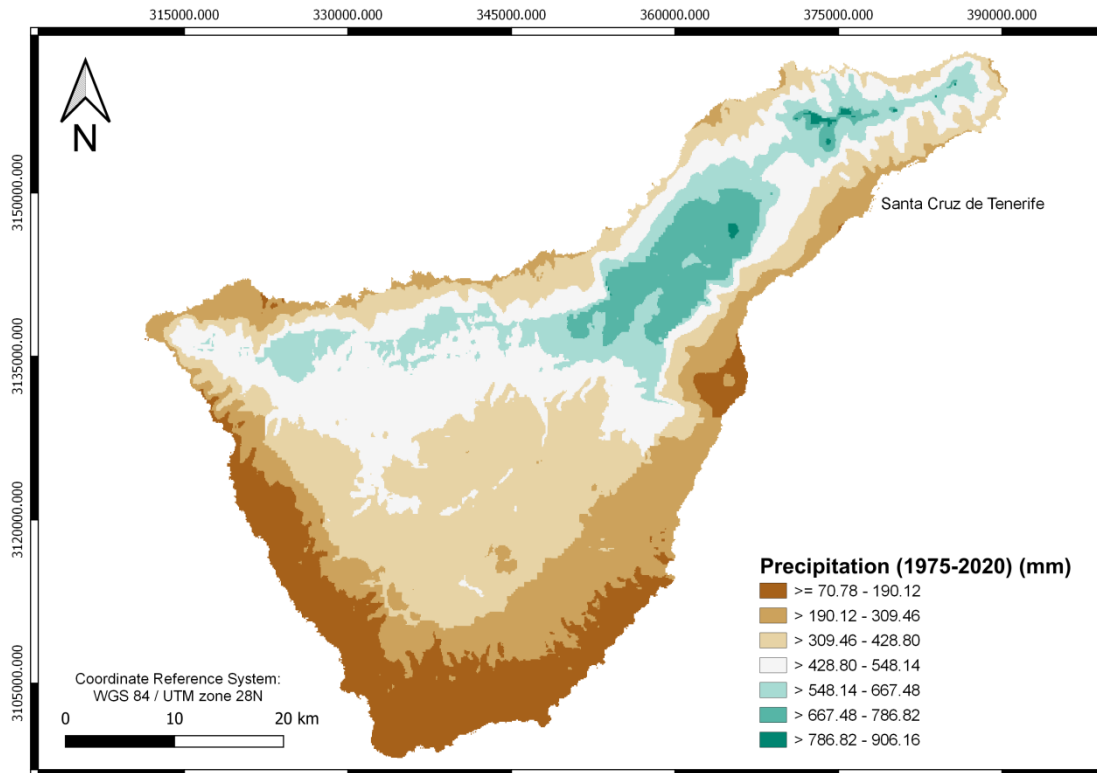 315000.000 330000.000 345000.000 360000.000 375000.000 390000.000
N
3150000.000
Santa Cruz de Tenerife
3135000.000
3120000.000
Precipitation (1975-2020) (mm)
>= 70.78 - 190.12
> 190.12 - 309.46
> 309.46 - 428.80
> 428.80 - 548.14
> 548.14 - 667.48
> 667.48 - 786.82
> 786.82 - 906.16
3105000.000
Coordinate Reference System:
WGS 84 / UTM zone 28N
0 10 20 km